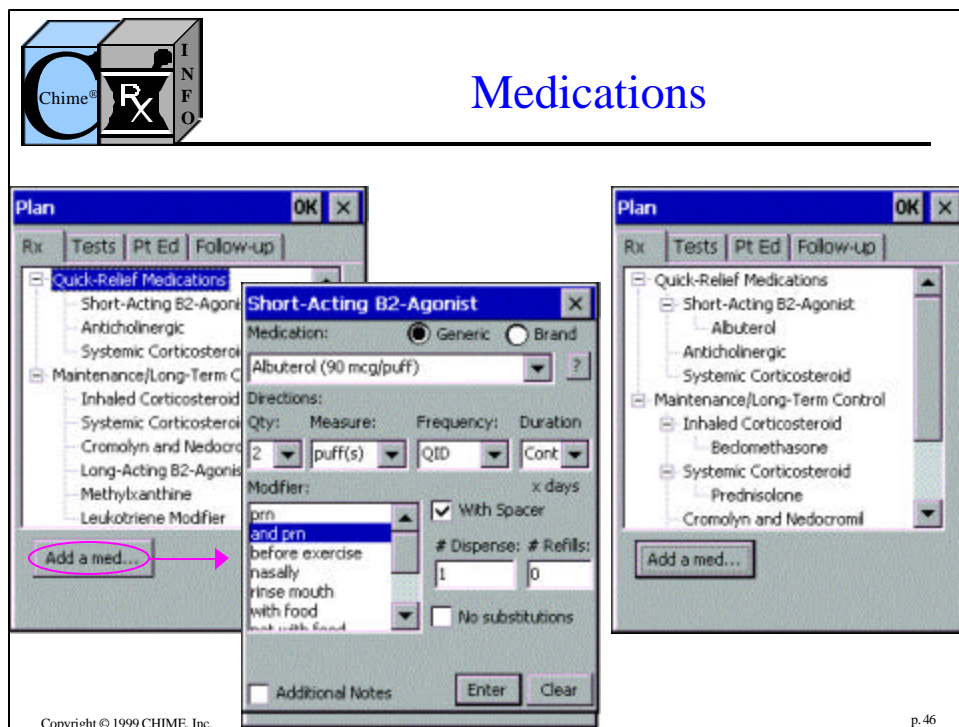 C
Chime®
Rx
INFO
Medications
Plan OK
Rx Tests Pt Ed Follow-up
Quick-Relief Medications
Short-Acting B2-Agoni
Anticholinergic
Systemic Corticosteroi
Maintenance/Long-Term C
Inhaled Corticosteroid
Systemic Corticosteroi
Cromolyn and Nedocro
Long-Acting B2-Agonis
Methylxanthine
Leukotriene Modifier
Add a med...
Short-Acting B2-Agonist
Medication: Generic Brand
Albuterol (90 mcg/puff) ?
Directions:
Qty: Measure: Frequency: Duration
2 puff(s) QID Cont
Modifier: x days
prn
and prn
before exercise
nasally
rinse mouth
with food
not with food
With Spacer
# Dispense: # Refills:
1 0
No substitutions
Additional Notes Enter Clear
Plan OK
Rx Tests Pt Ed Follow-up
Quick-Relief Medications
Short-Acting B2-Agonist
Albuterol
Anticholinergic
Systemic Corticosteroid
Maintenance/Long-Term Control
Inhaled Corticosteroid
Beclomethasone
Systemic Corticosteroid
Prednisolone
Cromolyn and Nedocromil
Add a med...
Copyright © 1999 CHIME, Inc. p. 46